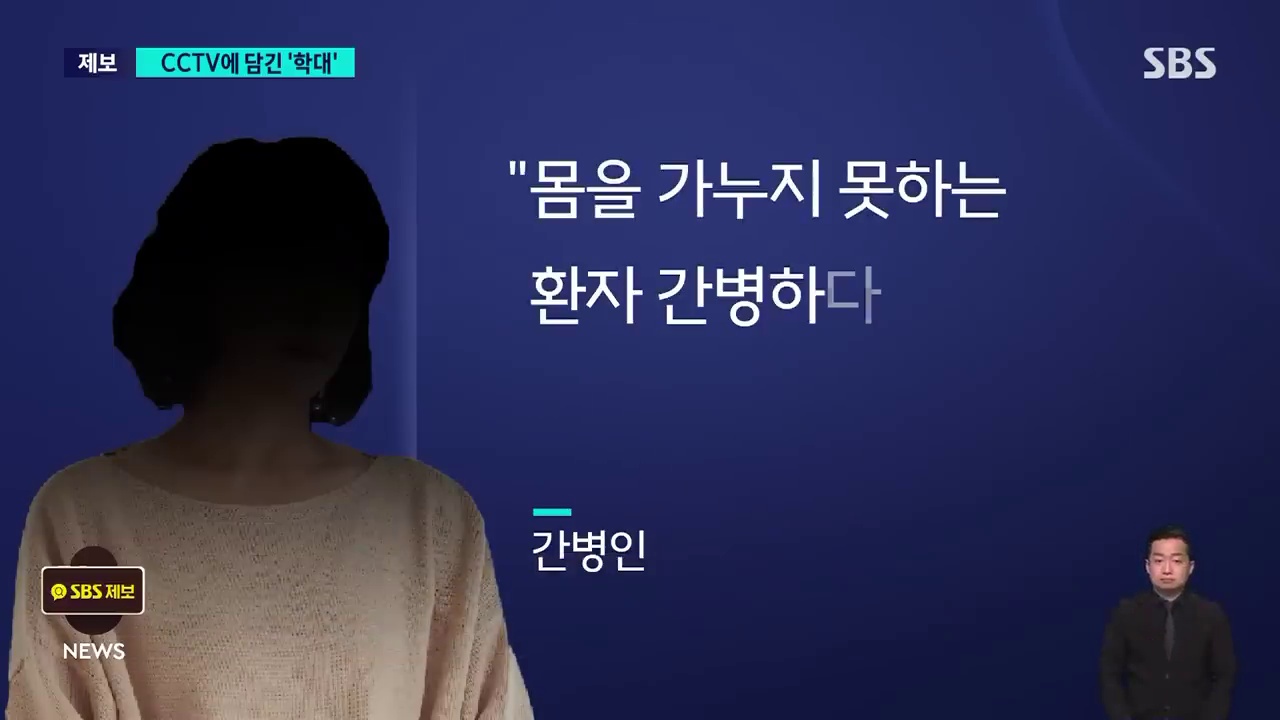 제보 CCTV에 담긴 '학대'
SBS
"몸을 가누지 못하는
환자 간병하다
간병인
SBS 제보
NEWS